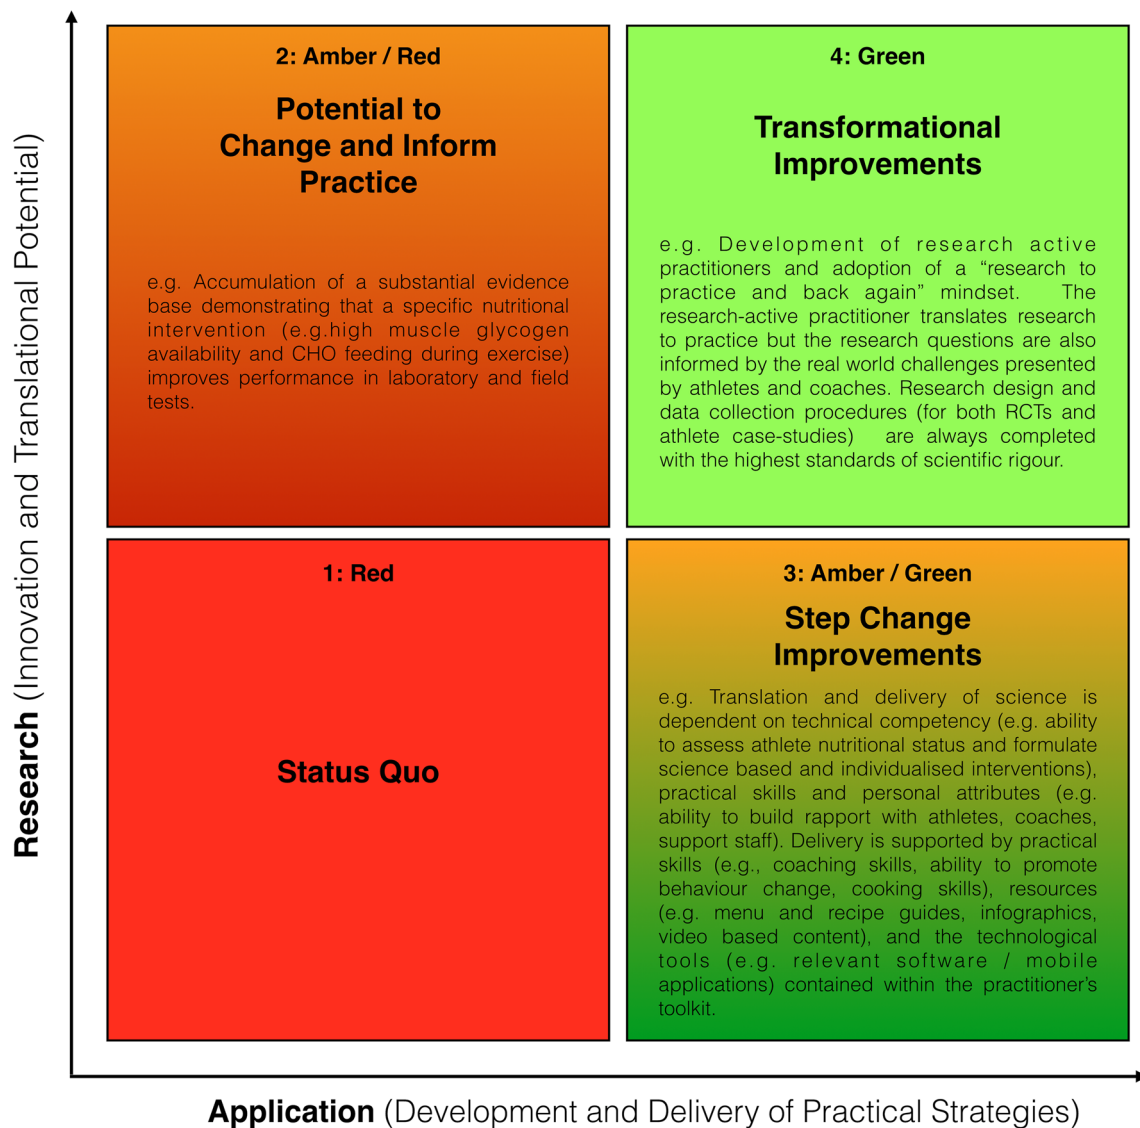 Research (Innovation and Translational Potential)
2: Amber / Red
Potential to
Change and Inform
Practice
e.g. Accumulation of a substantial evidence
base demonstrating that a specific nutritional
intervention (e.g.high muscle glycogen
availability and CHO feeding during exercise)
improves performance in laboratory and field
tests.
4: Green
Transformational
Improvements
e.g. Development of research active
practitioners and adoption of a “research to
practice and back again” mindset. The
research-active practitioner translates research
to practice but the research questions are also
informed by the real world challenges presented
by athletes and coaches. Research design and
data collection procedures (for both RCTs and
athlete case-studies) are always completed
with the highest standards of scientific rigour.
1: Red
Status Quo
3: Amber / Green
Step Change
Improvements
e.g. Translation and delivery of science is
dependent on technical competency (e.g. ability
to assess athlete nutritional status and formulate
science based and individualised interventions),
practical skills and personal attributes (e.g.
ability to build rapport with athletes, coaches,
support staff). Delivery is supported by practical
skills (e.g., coaching skills, ability to promote
behaviour change, cooking skills), resources
(e.g. menu and recipe guides, infographics,
video based content), and the technological
tools (e.g. relevant software / mobile
applications) contained within the practitioner’s
toolkit.
Application (Development and Delivery of Practical Strategies)